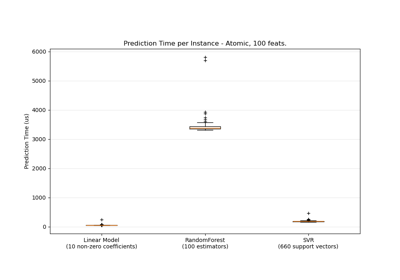 Prediction Time per Instance - Atomic, 100 feats.
6000
5000
4000
3000
2000
1000
0
Prediction Time (us)
Linear Model
(10 non-zero coefficients)
RandomForest
(100 estimators)
SVR
(660 support vectors)